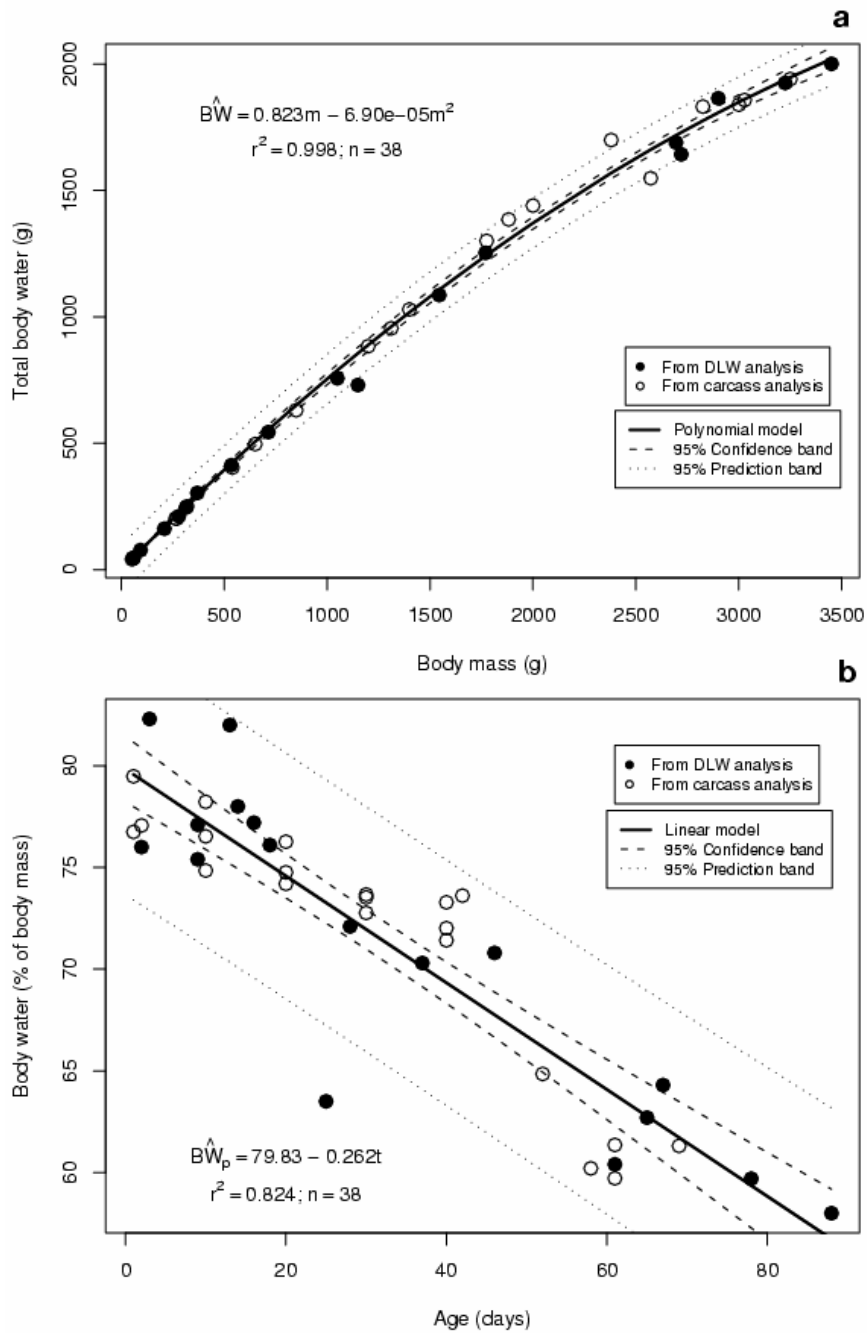 a
BŴ = 0.823m − 6.90e−05m²
r² = 0.998; n = 38
Total body water (g)
2000
1500
1000
500
0
From DLW analysis
From carcass analysis
Polynomial model
95% Confidence band
95% Prediction band
0 500 1000 1500 2000 2500 3000 3500
Body mass (g)
b
Body water (% of body mass)
80
75
70
65
60
From DLW analysis
From carcass analysis
Linear model
95% Confidence band
95% Prediction band
BŴₚ = 79.83 − 0.262t
r² = 0.824; n = 38
0 20 40 60 80
Age (days)